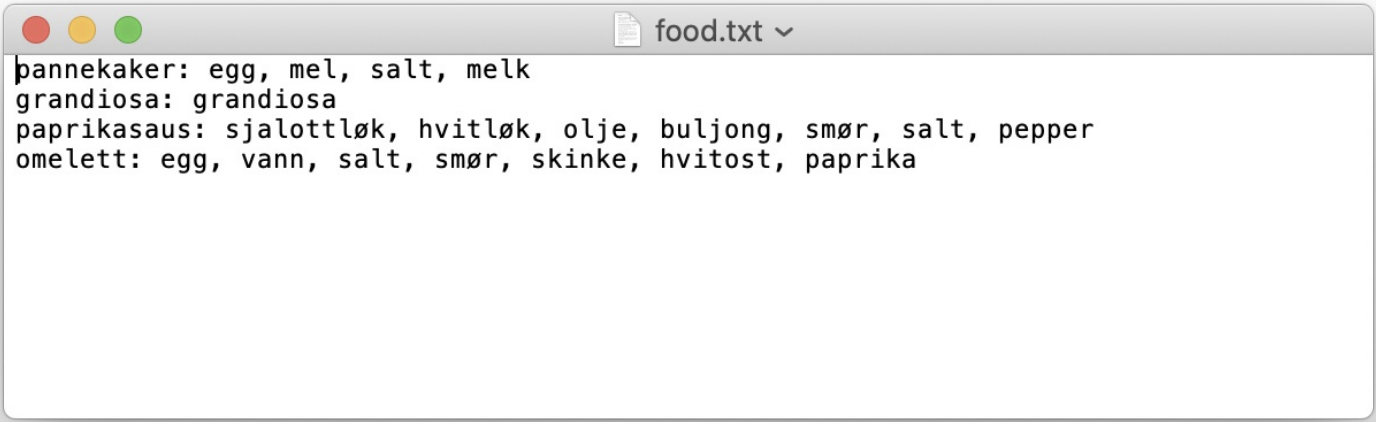 food.txt
pannekaker: egg, mel, salt, melk
grandiosa: grandiosa
paprikasaus: sjalottløk, hvitløk, olje, buljong, smør, salt, pepper
omelett: egg, vann, salt, smør, skinke, hvitost, paprika